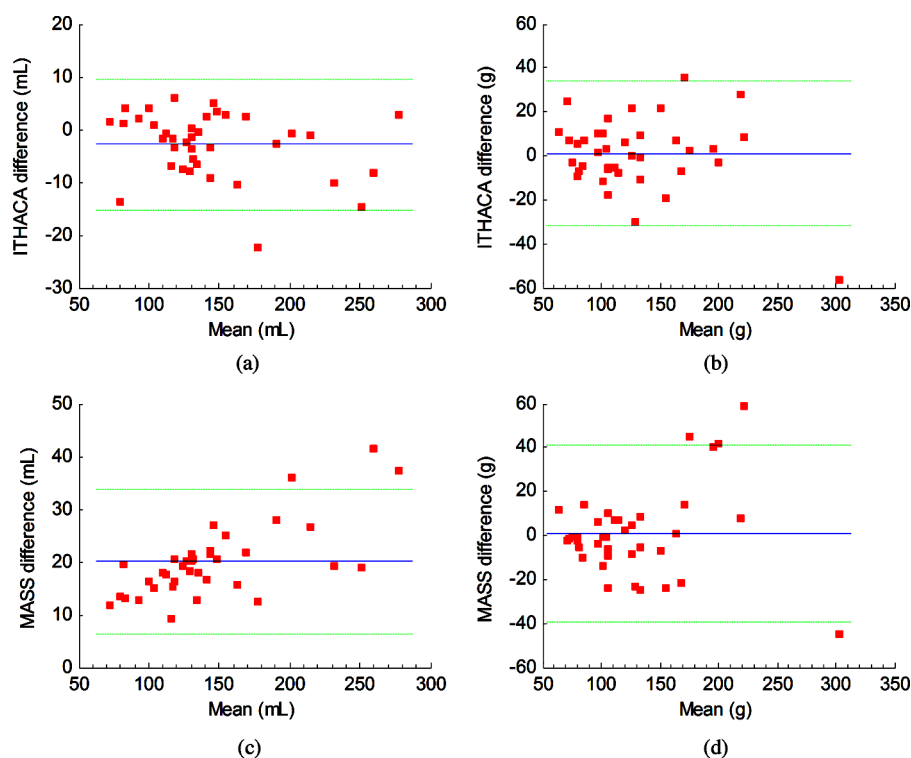 20
10
0
-10
-20
-30
ITHACA difference (mL)
50 100 150 200 250 300
Mean (mL)
(a)
60
40
20
0
-20
-40
-60
ITHACA difference (g)
50 100 150 200 250 300 350
Mean (g)
(b)
50
40
30
20
10
0
MASS difference (mL)
50 100 150 200 250 300
Mean (mL)
(c)
60
40
20
0
-20
-40
-60
MASS difference (g)
50 100 150 200 250 300 350
Mean (g)
(d)